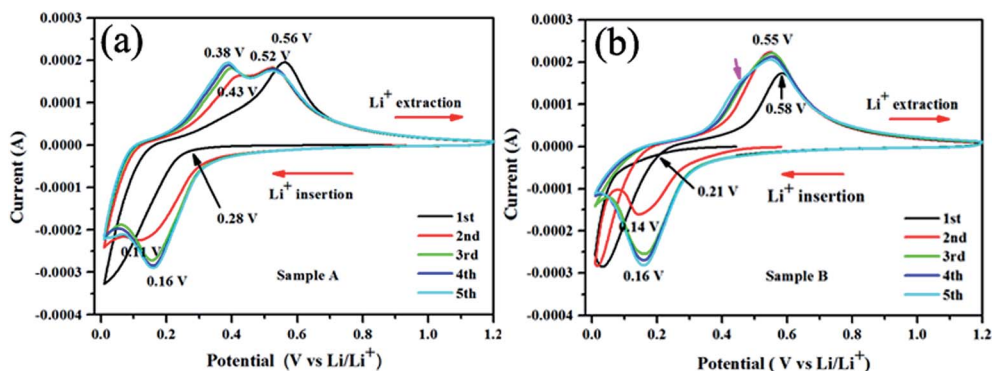 (a)
0.38 V
0.56 V
0.52 V
0.43 V
Li+ extraction
Li+ insertion
0.28 V
0.11 V
0.16 V
Sample A
1st
2nd
3rd
4th
5th
0.0003
0.0002
0.0001
0.0000
-0.0001
-0.0002
-0.0003
-0.0004
Current (A)
0.0 0.2 0.4 0.6 0.8 1.0 1.2
Potential (V vs Li/Li+)
(b)
0.55 V
0.58 V
Li+ extraction
Li+ insertion
0.21 V
0.14 V
0.16 V
Sample B
1st
2nd
3rd
4th
5th
0.0003
0.0002
0.0001
0.0000
-0.0001
-0.0002
-0.0003
-0.0004
Current (A)
0.0 0.2 0.4 0.6 0.8 1.0 1.2
Potential ( V vs Li/Li+)